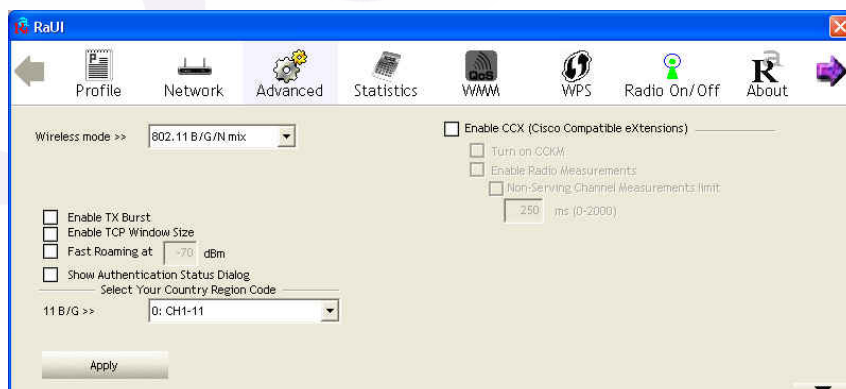 RaUI
Profile Network Advanced Statistics WMM WPS Radio On/Off About
QoS
Wireless mode >> 802.11 B/G/N mix
Enable CCX (Cisco Compatible eXtensions)
Turn on CCKM
Enable Radio Measurements
Non-Serving Channel Measurements limit
250 ms (0-2000)
Enable TX Burst
Enable TCP Window Size
Fast Roaming at -70 dBm
Show Authentication Status Dialog
Select Your Country Region Code
11 B/G >> 0: CH1-11
Apply